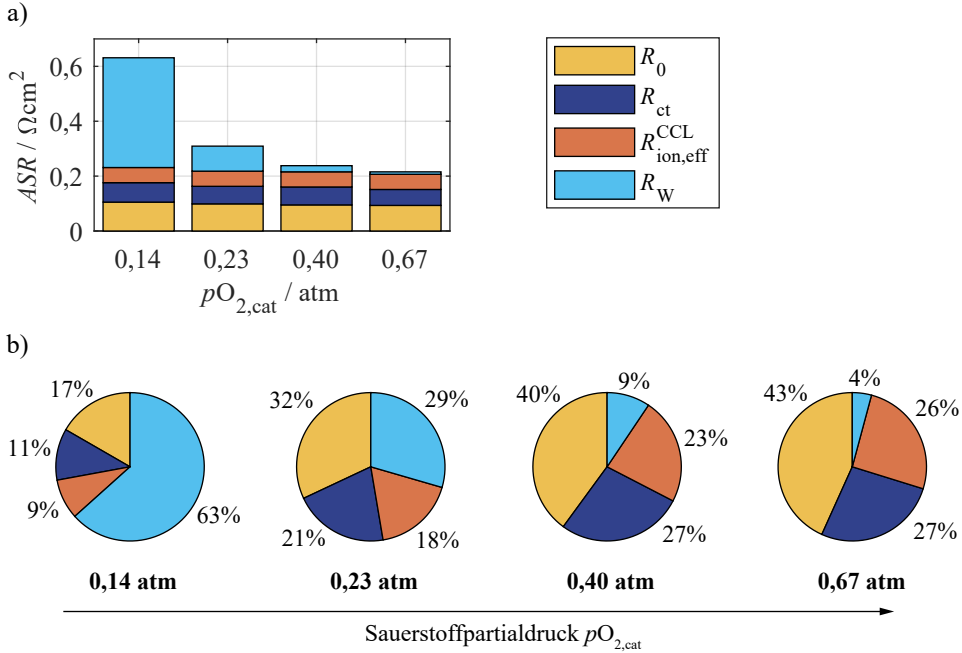 a)
ASR / Ωcm²
0,6
0,4
0,2
0
0,14 0,23 0,40 0,67
pO2,cat / atm
R0
Rct
R CCL ion,eff
RW
b)
17% 11% 9% 63%
32% 29% 21% 18%
40% 9% 23% 27%
43% 4% 26% 27%
0,14 atm 0,23 atm 0,40 atm 0,67 atm
Sauerstoffpartialdruck pO2,cat